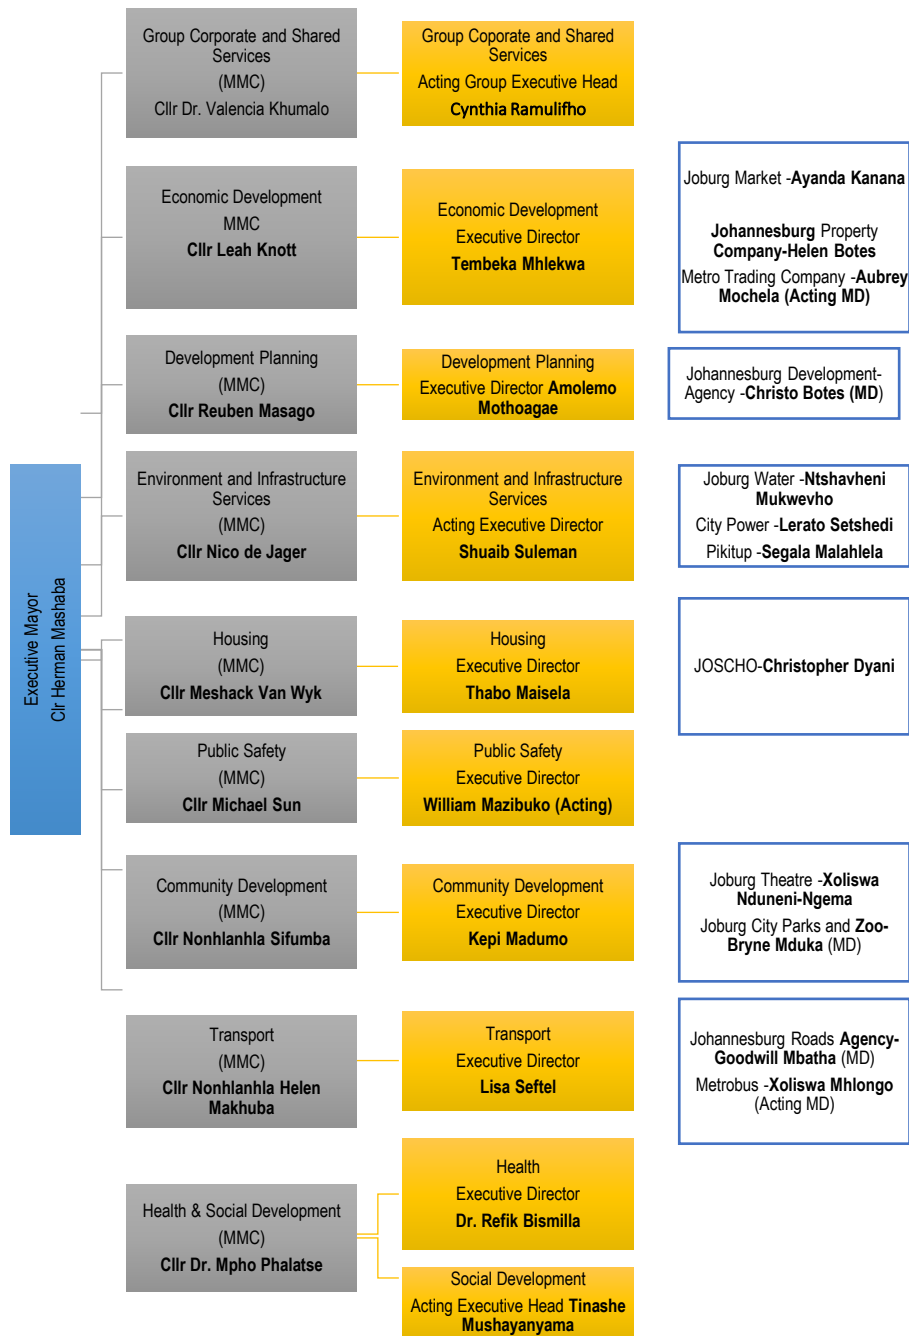 Executive Mayor
Clr Herman Mashaba
Group Corporate and Shared
Services
(MMC)
Cllr Dr. Valencia Khumalo
Group Coporate and Shared
Services
Acting Group Executive Head
Cynthia Ramulifho
Economic Development
MMC
Cllr Leah Knott
Economic Development
Executive Director
Tembeka Mhlekwa
Joburg Market -Ayanda Kanana
Johannesburg Property
Company-Helen Botes
Metro Trading Company -Aubrey
Mochela (Acting MD)
Development Planning
(MMC)
Cllr Reuben Masago
Development Planning
Executive Director Amolemo
Mothoagae
Johannesburg Development-
Agency -Christo Botes (MD)
Environment and Infrastructure
Services
(MMC)
Cllr Nico de Jager
Environment and Infrastructure
Services
Acting Executive Director
Shuaib Suleman
Joburg Water -Ntshavheni
Mukwevho
City Power -Lerato Setshedi
Pikitup -Segala Malahlela
Housing
(MMC)
Cllr Meshack Van Wyk
Housing
Executive Director
Thabo Maisela
JOSCHO-Christopher Dyani
Public Safety
(MMC)
Cllr Michael Sun
Public Safety
Executive Director
William Mazibuko (Acting)
Community Development
(MMC)
Cllr Nonhlanhla Sifumba
Community Development
Executive Director
Kepi Madumo
Joburg Theatre -Xoliswa
Nduneni-Ngema
Joburg City Parks and Zoo-
Bryne Mduka (MD)
Transport
(MMC)
Cllr Nonhlanhla Helen
Makhuba
Transport
Executive Director
Lisa Seftel
Johannesburg Roads Agency-
Goodwill Mbatha (MD)
Metrobus -Xoliswa Mhlongo
(Acting MD)
Health & Social Development
(MMC)
Cllr Dr. Mpho Phalatse
Health
Executive Director
Dr. Refik Bismilla
Social Development
Acting Executive Head Tinashe
Mushayanyama